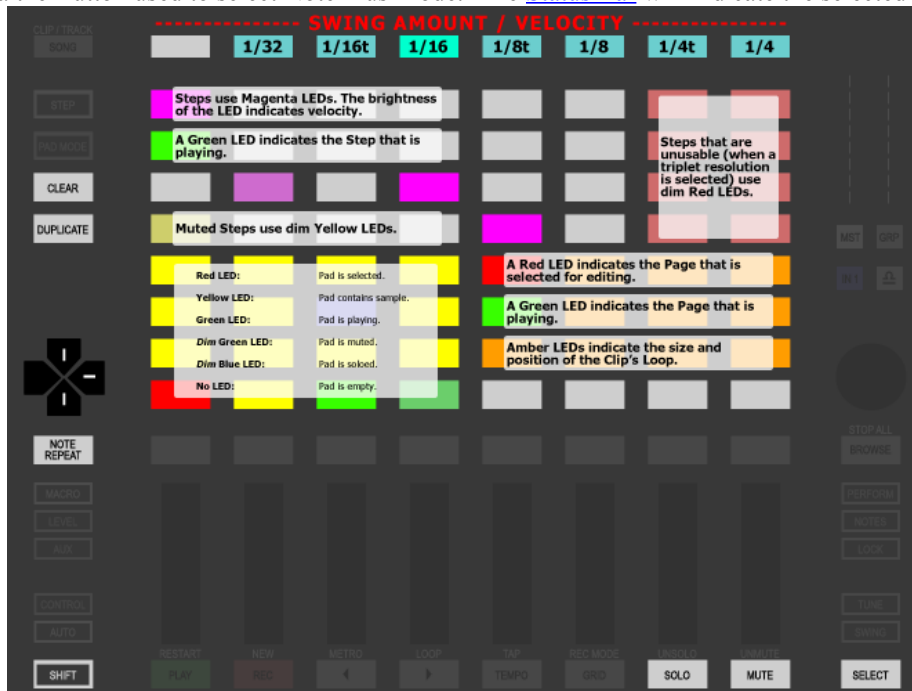 SWING AMOUNT / VELOCITY
CLIP / TRACK
SONG
1/32 1/16t 1/16 1/8t 1/8 1/4t 1/4
STEP
Steps use Magenta LEDs. The brightness
of the LED indicates velocity.
PAD MODE
A Green LED indicates the Step that is
playing.
Steps that are
unusable (when a
triplet resolution
is selected) use
dim Red LEDs.
CLEAR
DUPLICATE
Muted Steps use dim Yellow LEDs.
MST GRP
IN 1
Red LED: Pad is selected.
Yellow LED: Pad contains sample.
Green LED: Pad is playing.
Dim Green LED: Pad is muted.
Dim Blue LED: Pad is soloed.
No LED: Pad is empty.
A Red LED indicates the Page that is
selected for editing.
A Green LED indicates the Page that is
playing.
Amber LEDs indicate the size and
position of the Clip's Loop.
NOTE
REPEAT
STOP ALL
BROWSE
MACRO
LEVEL
AUX
PERFORM
NOTES
LOCK
CONTROL
AUTO
TUNE
SWING
RESTART NEW METRO LOOP TAP REC MODE UNSOLO UNMUTE
SHIFT PLAY REC TEMPO GRID SOLO MUTE SELECT